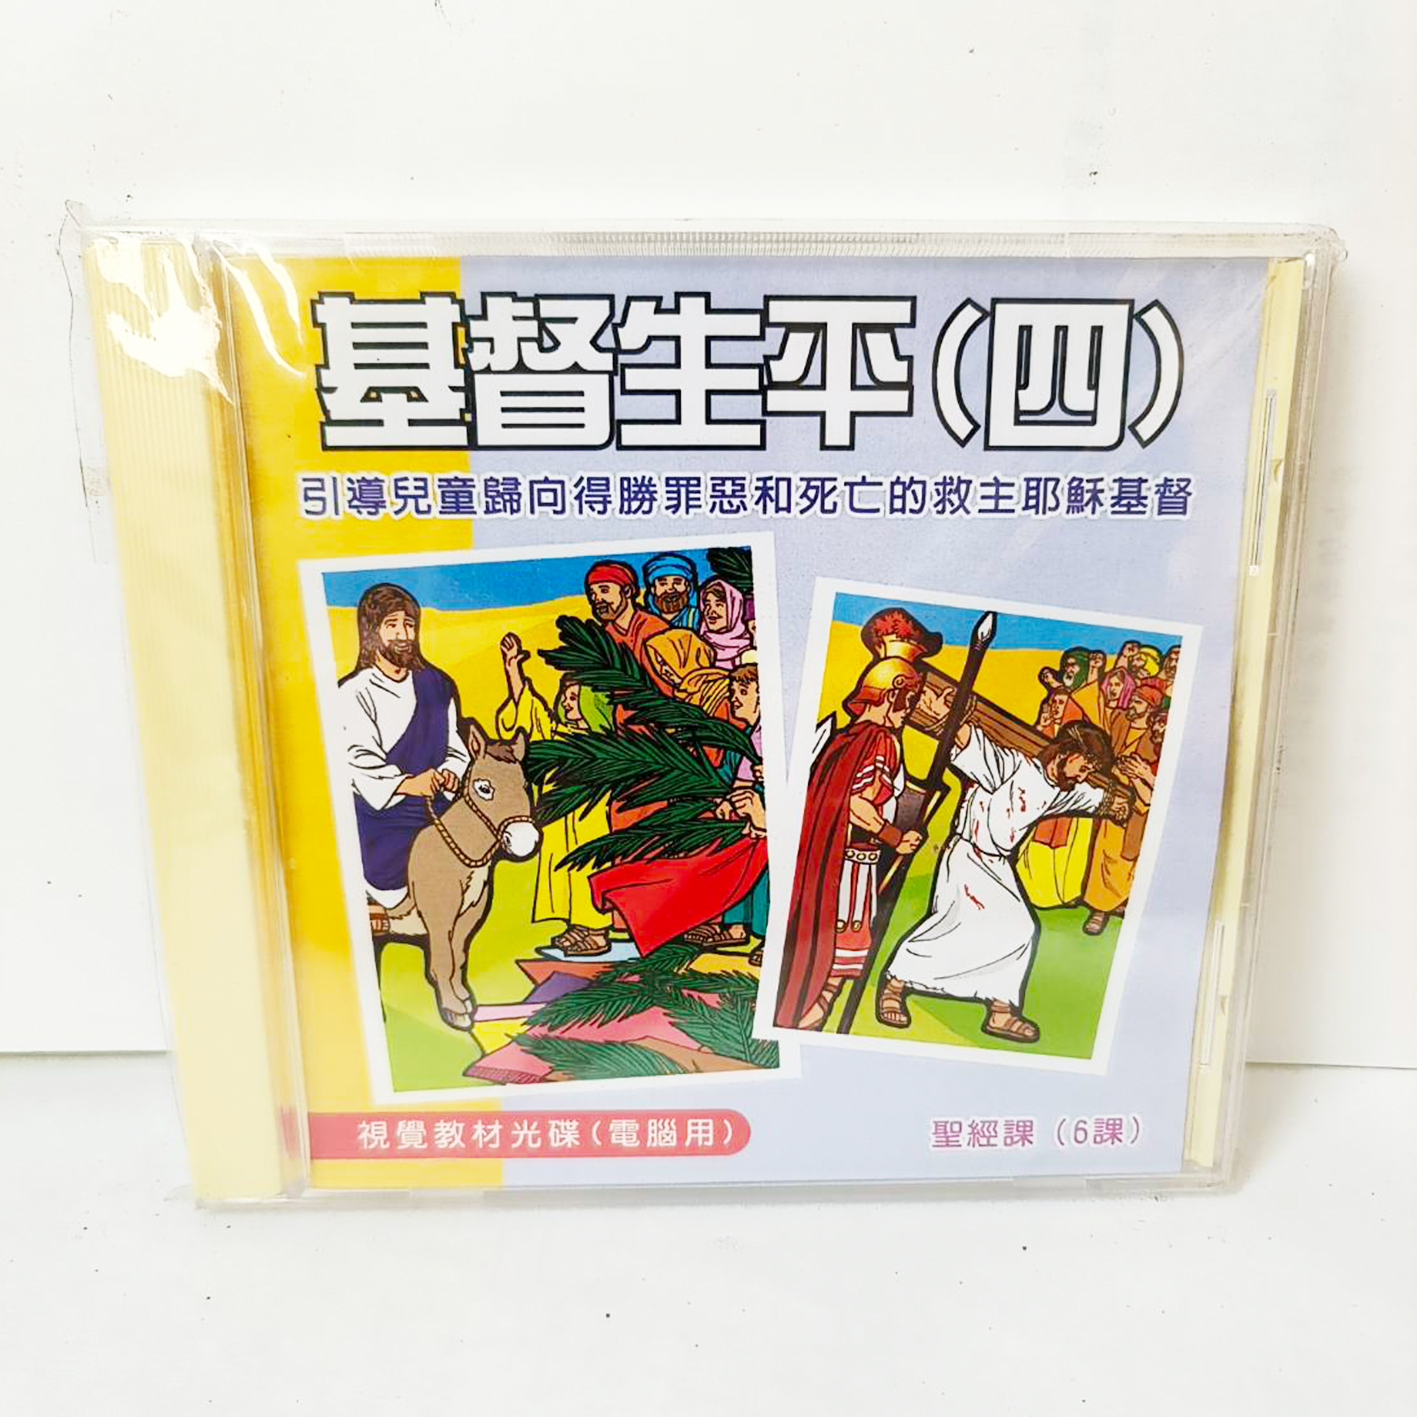 基督生平(四)
引導兒童歸向得勝罪惡和死亡的救主耶穌基督
視覺教材光碟(電腦用)
聖經課 (6課)